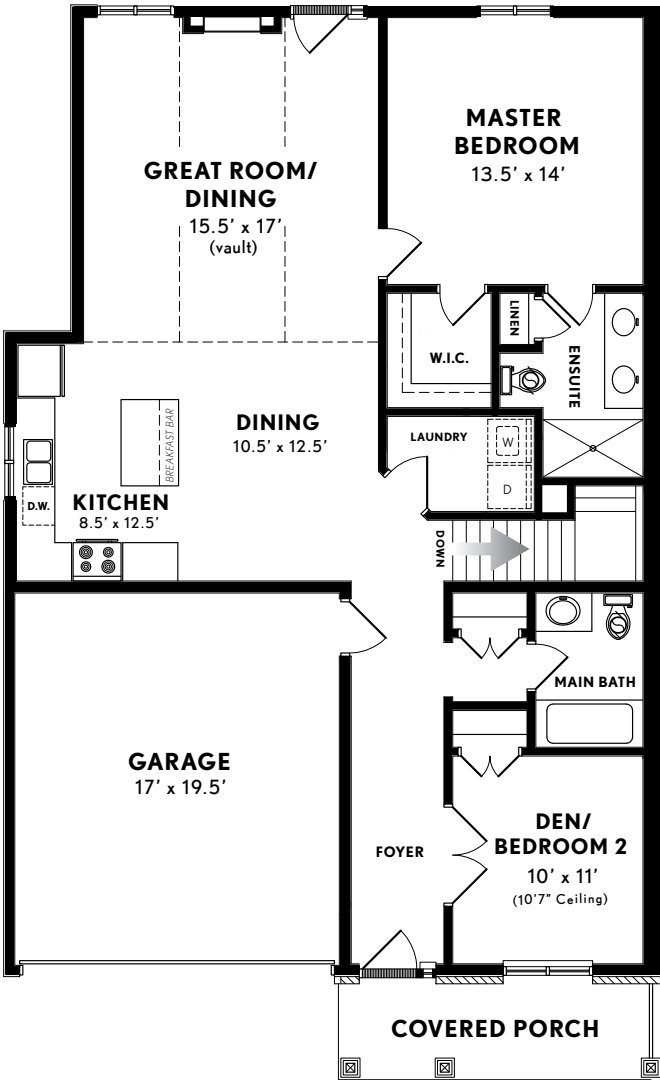 GREAT ROOM/
DINING
15.5' x 17'
(vault)
MASTER
BEDROOM
13.5' x 14'
LINEN
W.I.C.
ENSUITE
DINING
10.5' x 12.5'
BREAKFAST BAR
LAUNDRY
W
D
D.W.
KITCHEN
8.5' x 12.5'
DOWN
MAIN BATH
GARAGE
17' x 19.5'
FOYER
DEN/
BEDROOM 2
10' x 11'
(10'7" Ceiling)
COVERED PORCH